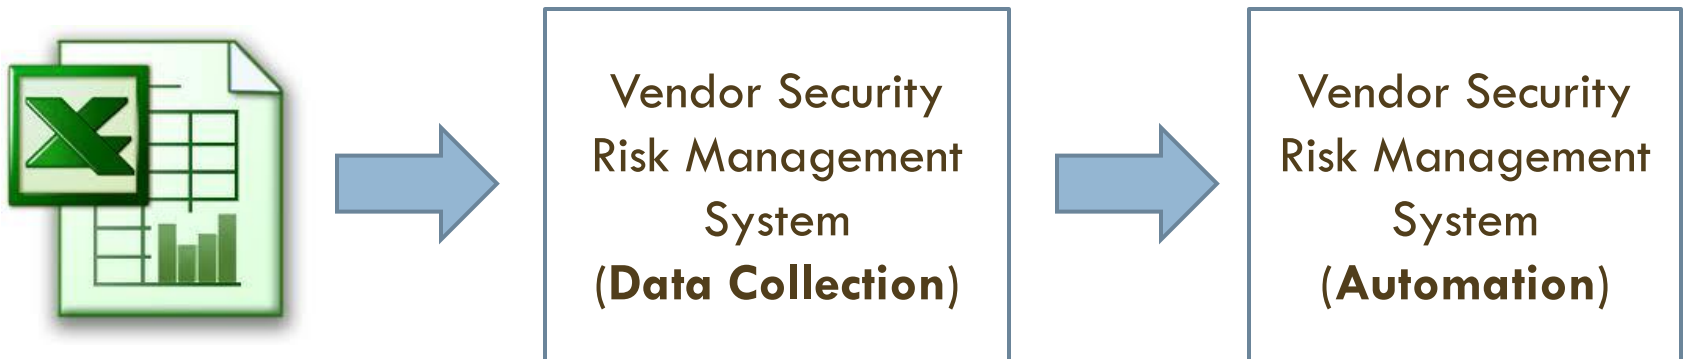 Vendor Security
Risk Management
System
(Data Collection)
Vendor Security
Risk Management
System
(Automation)